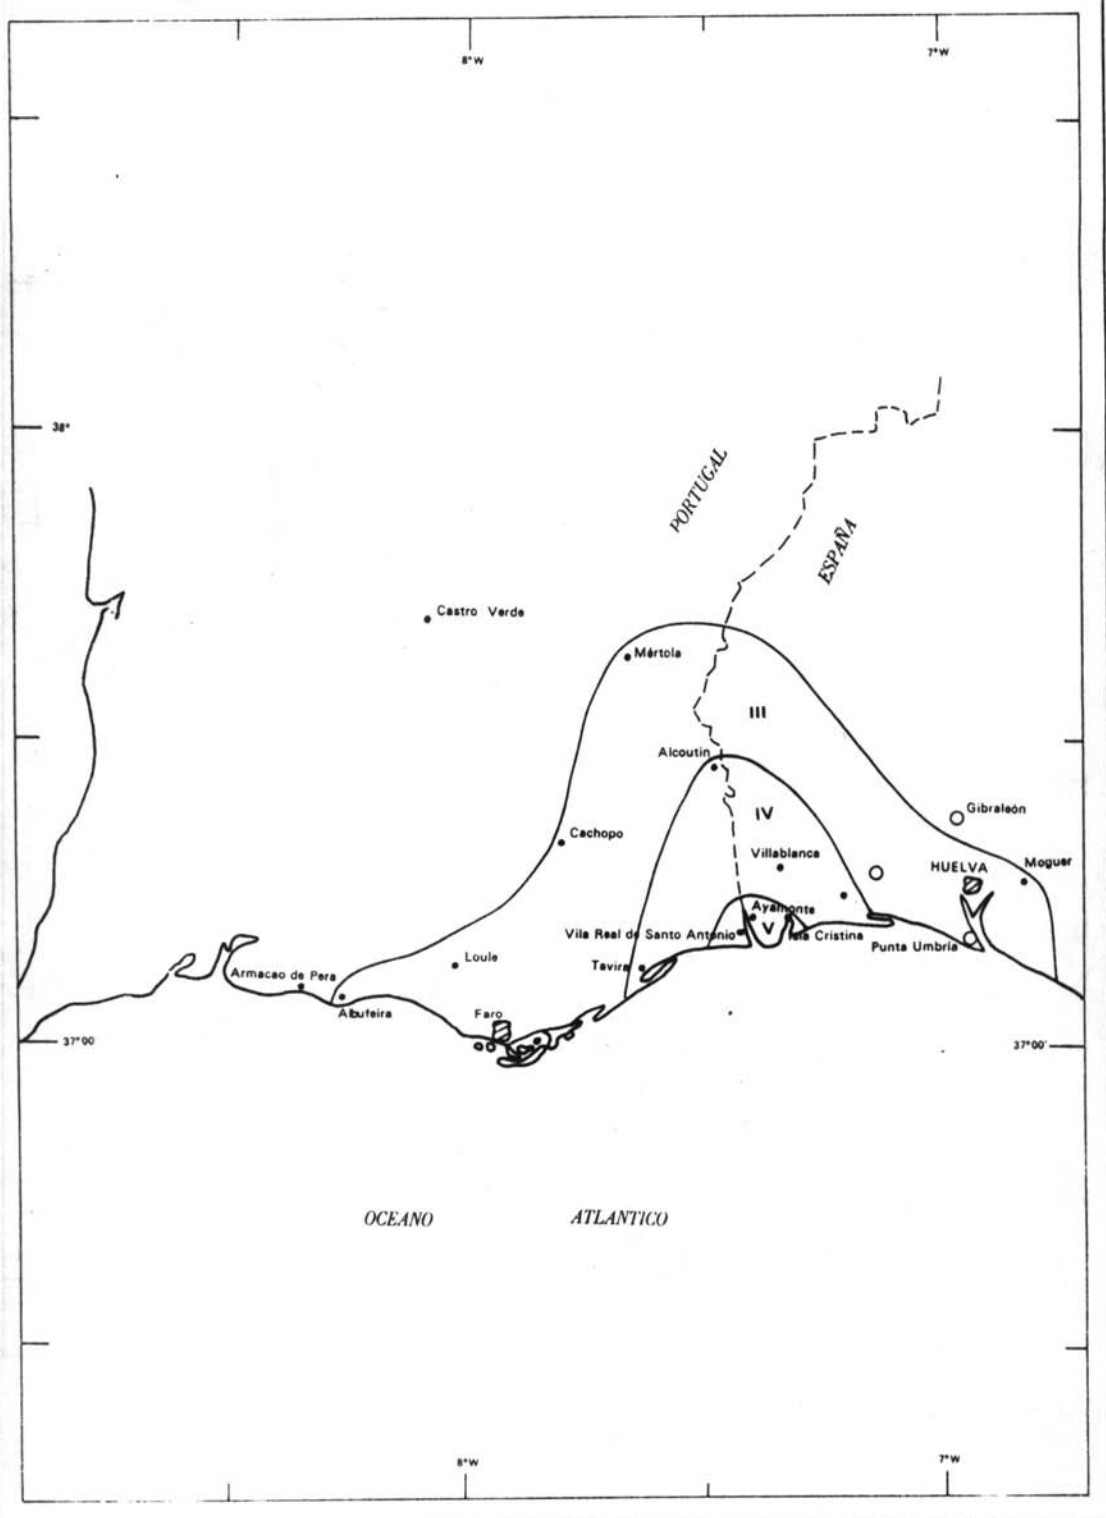 8°W
7°W
38°
PORTUGAL
ESPAÑA
Castro Verde
Mértola
III
Alcoutin
IV
Gibraleón
Cachopo
Villablanca
HUELVA
Moguer
Ayamonte
Vila Real de Santo Antonio
V
Isla Cristina
Punta Umbria
Loule
Tavira
Armacao de Pera
Albufeira
Faro
37°00
37°00'
OCEANO ATLANTICO
8°W
7°W